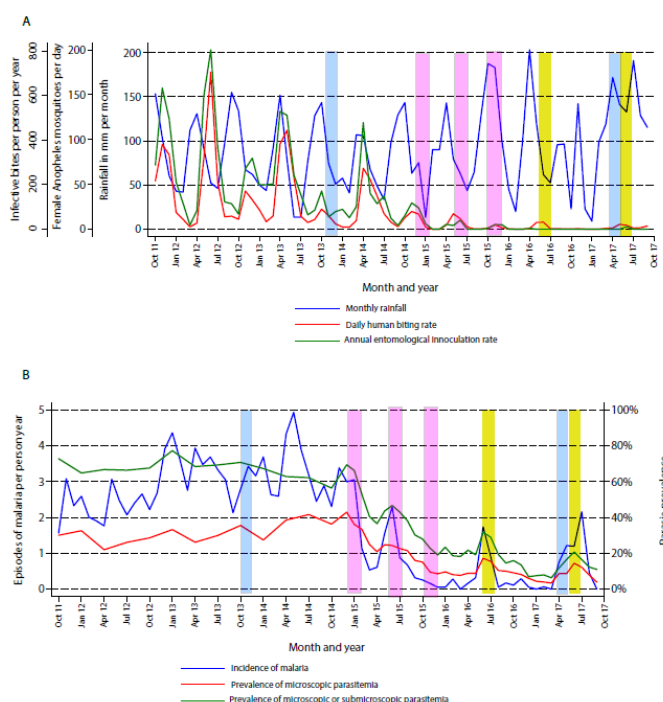 A
Infective bites per person per year
Female Anopheles mosquitoes per day
Rainfall in mm per month
800
600
400
200
0
200
150
100
50
0
200
150
100
50
0
Oct 11
Jan 12
Apr 12
Jul 12
Oct 12
Jan 13
Apr 13
Jul 13
Oct 13
Jan 14
Apr 14
Jul 14
Oct 14
Jan 15
Apr 15
Jul 15
Oct 15
Jan 16
Apr 16
Jul 16
Oct 16
Jan 17
Apr 17
Jul 17
Oct 17
Month and year
Monthly rainfall
Daily human biting rate
Annual entomological innoculation rate
B
Episodes of malaria per person year
5
4
3
2
1
0
100%
80%
60%
40%
20%
0%
Oct 11
Jan 12
Apr 12
Jul 12
Oct 12
Jan 13
Apr 13
Jul 13
Oct 13
Jan 14
Apr 14
Jul 14
Oct 14
Jan 15
Apr 15
Jul 15
Oct 15
Jan 16
Apr 16
Jul 16
Oct 16
Jan 17
Apr 17
Jul 17
Oct 17
Month and year
Incidence of malaria
Prevalence of microscopic parasitemia
Prevalence of microscopic or submicroscopic parasitemia